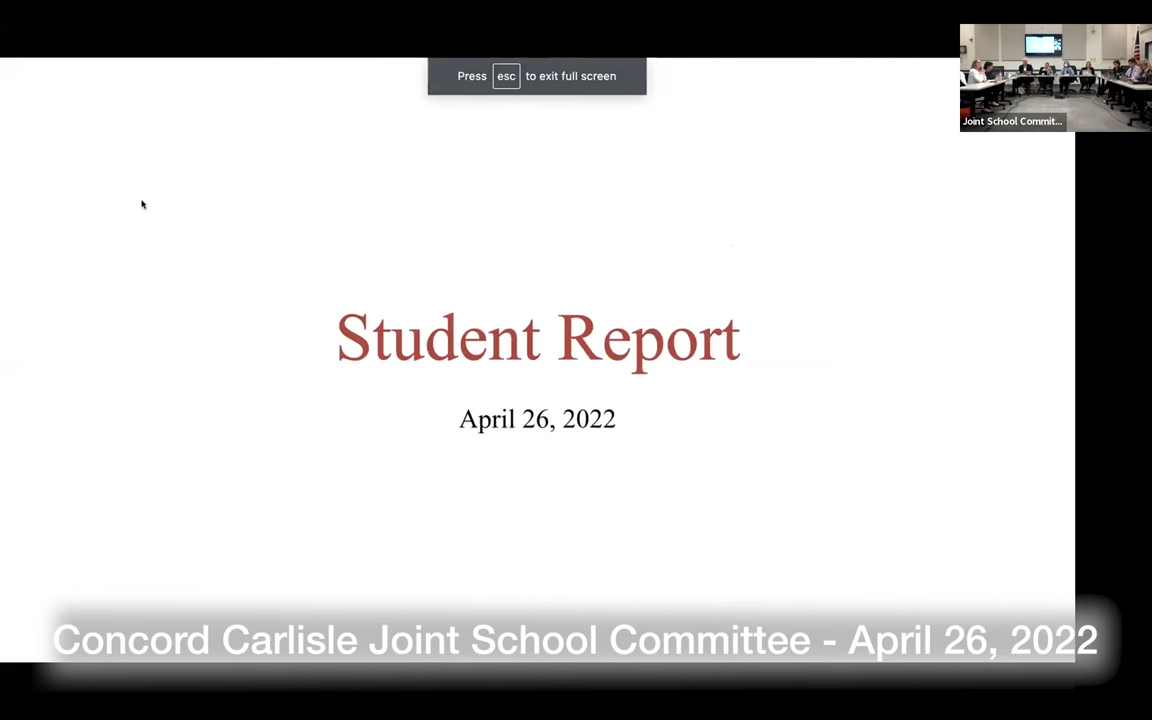 Press esc to exit full screen
Joint School Commit...
Student Report
April 26, 2022
Concord Carlisle Joint School Committee - April 26, 2022